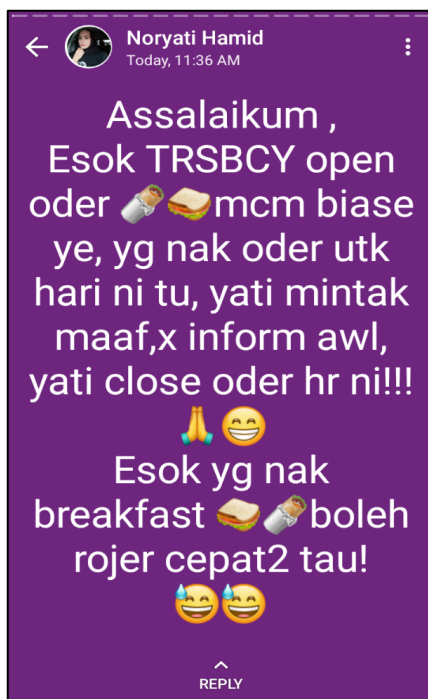 Noryati Hamid
Today, 11:36 AM
Assalaikum ,
Esok TRSBCY open
oder 🌯🥪mcm biase
ye, yg nak oder utk
hari ni tu, yati mintak
maaf,x inform awl,
yati close oder hr ni!!!
🙏😁
Esok yg nak
breakfast 🥪🌯boleh
rojer cepat2 tau!
😅😅
REPLY